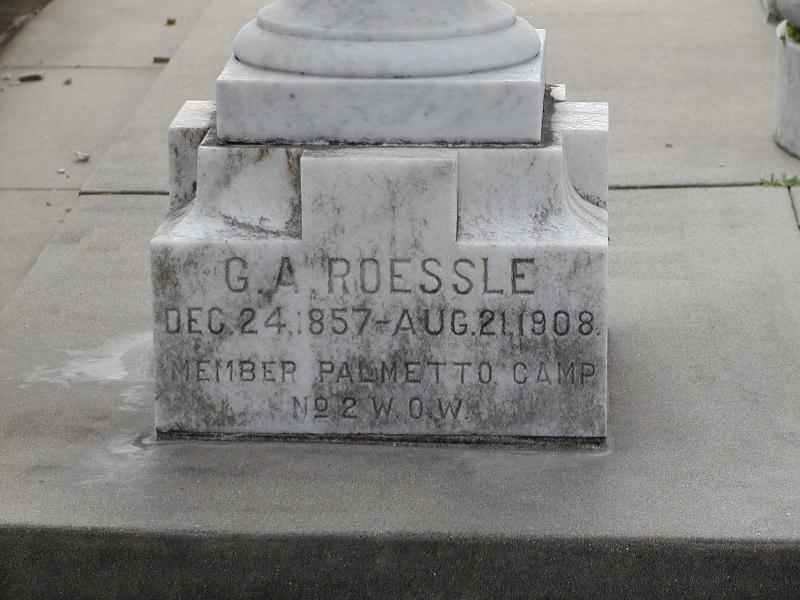 G. A. ROESSLE
DEC. 24, 1857-AUG. 21, 1908.
MEMBER PALMETTO CAMP
No 2 W. O. W.